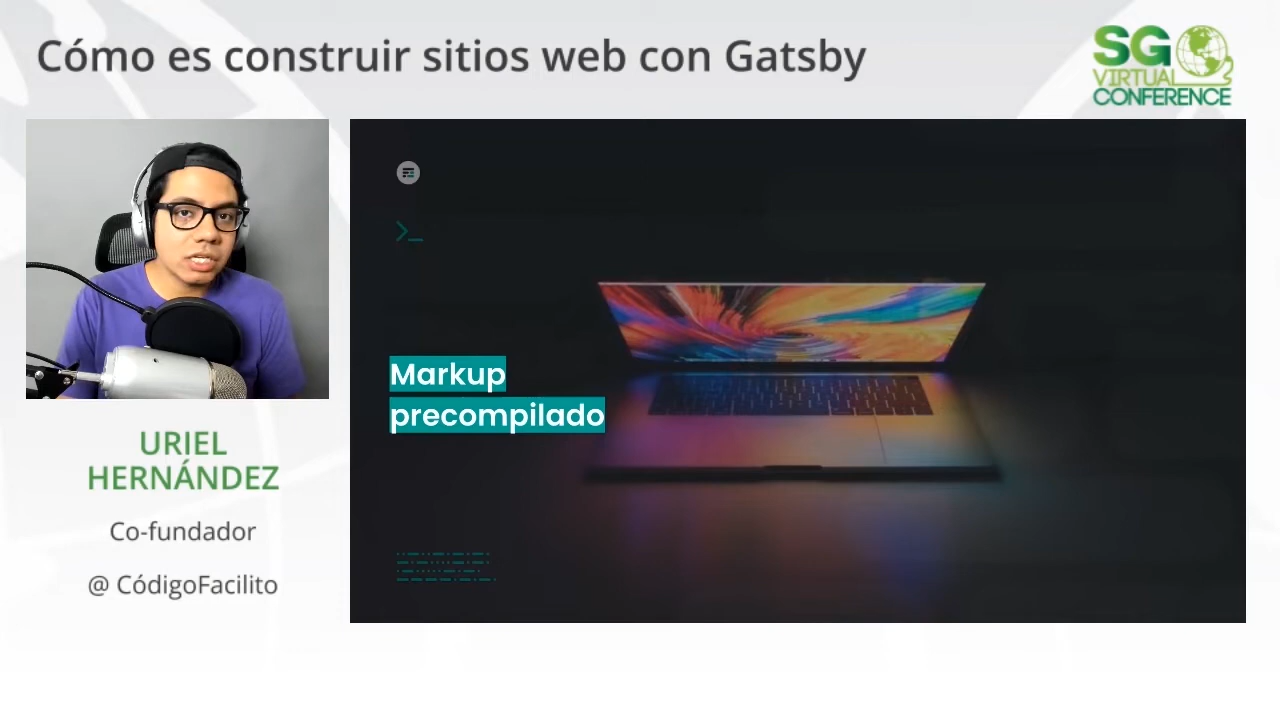 Cómo es construir sitios web con Gatsby
SG
VIRTUAL
CONFERENCE
Markup
precompilado
URIEL
HERNÁNDEZ
Co-fundador
@ CódigoFacilito